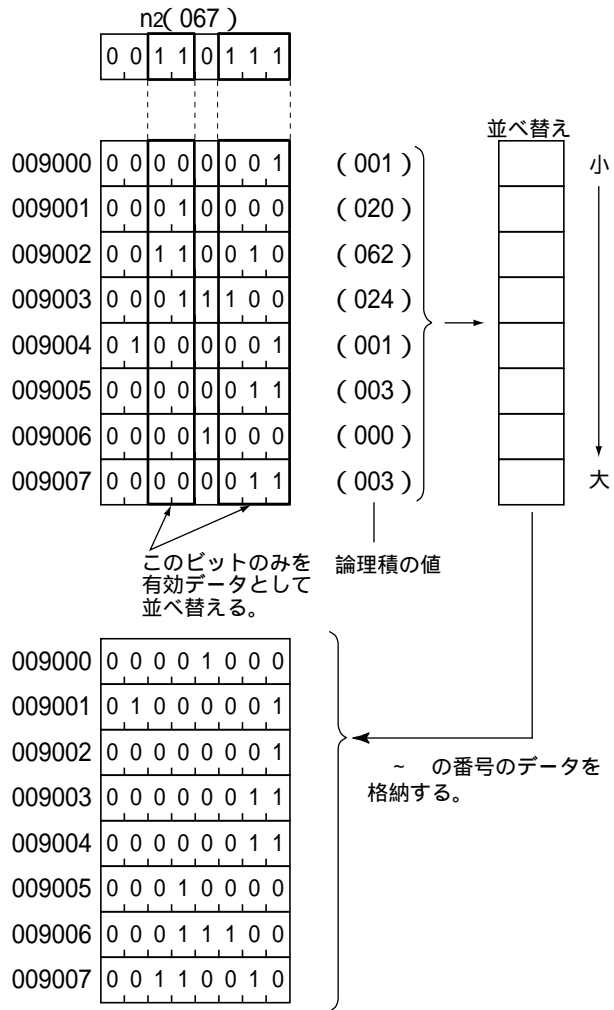 n2(067)
0 0 1 1 0 1 1 1
並べ替え
009000 0 0 0 0 0 0 0 1 (001) 小
009001 0 0 0 1 0 0 0 0 (020)
009002 0 0 1 1 0 0 1 0 (062)
009003 0 0 0 1 1 1 0 0 (024)
009004 0 1 0 0 0 0 0 1 (001)
009005 0 0 0 0 0 0 1 1 (003)
009006 0 0 0 0 1 0 0 0 (000)
009007 0 0 0 0 0 0 1 1 (003) 大
このビットのみを
有効データとして
並べ替える。
論理積の値
009000 0 0 0 0 1 0 0 0
009001 0 1 0 0 0 0 0 1
009002 0 0 0 0 0 0 0 1
009003 0 0 0 0 0 0 1 1
009004 0 0 0 0 0 0 1 1
009005 0 0 0 1 0 0 0 0
009006 0 0 0 1 1 1 0 0
009007 0 0 1 1 0 0 1 0
~ の番号のデータを
格納する。